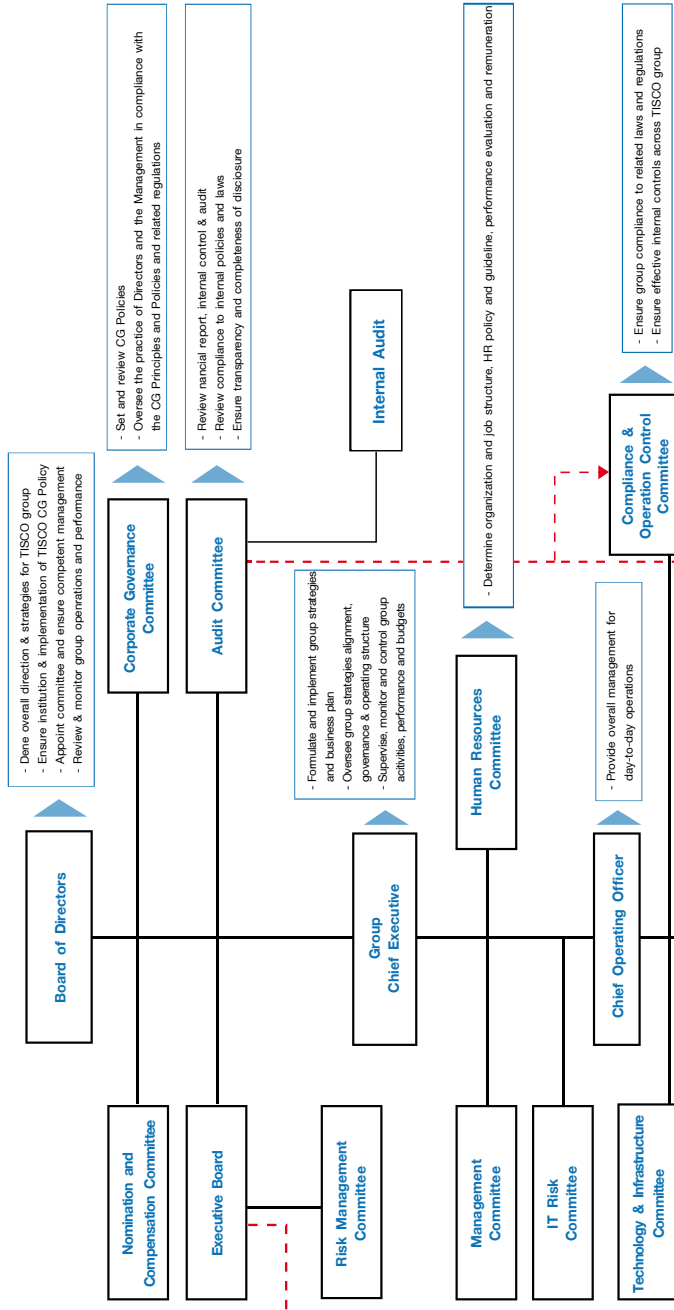 Board of Directors
- Dene overall direction & strategies for TISCO group
- Ensure institution & implementation of TISCO CG Policy
- Appoint committee and ensure competent management
- Review & monitor group openrations and performance
Nomination and
Compensation Committee
Corporate Governance
Committee
- Set and review CG Policies
- Oversee the practice of Directors and the Management in compliance with
the CG Principles and Policies and related regulations
Executive Board
Audit Committee
- Review nancial report, internal control & audit
- Review compliance to internal policies and laws
- Ensure transparency and completeness of disclosure
Risk Management
Committee
Internal Audit
Group
Chief Executive
- Formulate and implement group strategies
and business plan
- Oversee group strategies alignment,
governance & operating structure
- Supervise, monitor and control group
acitivities, performance and budgets
Management
Committee
Human Resources
Committee
- Determine organization and job structure, HR policy and guideline, performance evaluation and remuneration
IT Risk
Committee
Chief Operating Officer
- Provide overall management for
day-to-day operations
Technology & Infrastructure
Committee
Compliance &
Operation Control
Committee
- Ensure group compliance to related laws and regulations
- Ensure effective internal controls across TISCO group